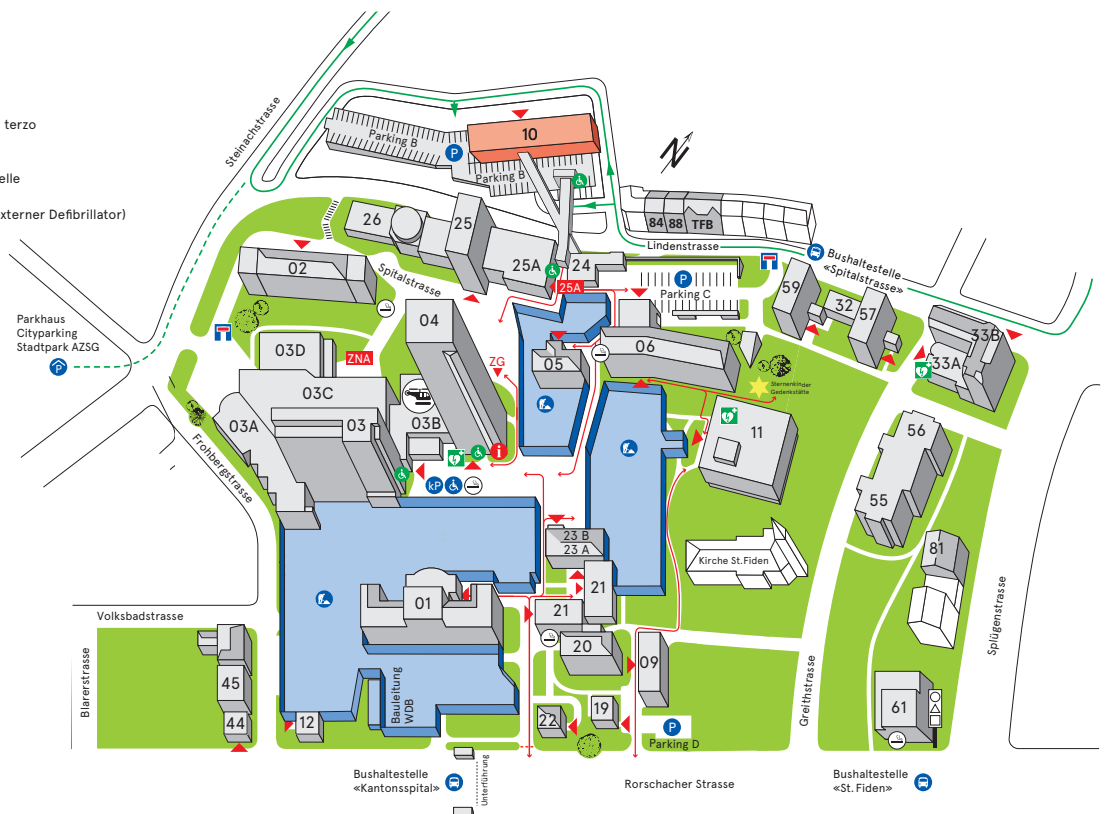 terzo
elle
xterner Defibrillator)
Steinachstrasse
Parking B
P
10
Parking B
N
84
88
TFB
Lindenstrasse
Bushaltestelle
«Spitalstrasse»
26
25
25A
24
02
Spitalstrasse
25A
P
Parking C
59
32
57
33B
33A
Parkhaus
Cityparking
Stadtpark AZSG
P
04
03D
ZNA
ZG
05
06
Sternenkinder
Gedenkstätte
03C
03A
03
03B
i
kP
11
56
55
Frohbergstrasse
23 B
23 A
Kirche St.Fiden
81
21
21
01
20
09
Volksbadstrasse
Blarerstrasse
45
44
12
Bauleitung
WDB
22
19
P
Parking D
Greithstrasse
Splügenstrasse
61
Unterführung
Bushaltestelle
«Kantonsspital»
Rorschacher Strasse
Bushaltestelle
«St. Fiden»